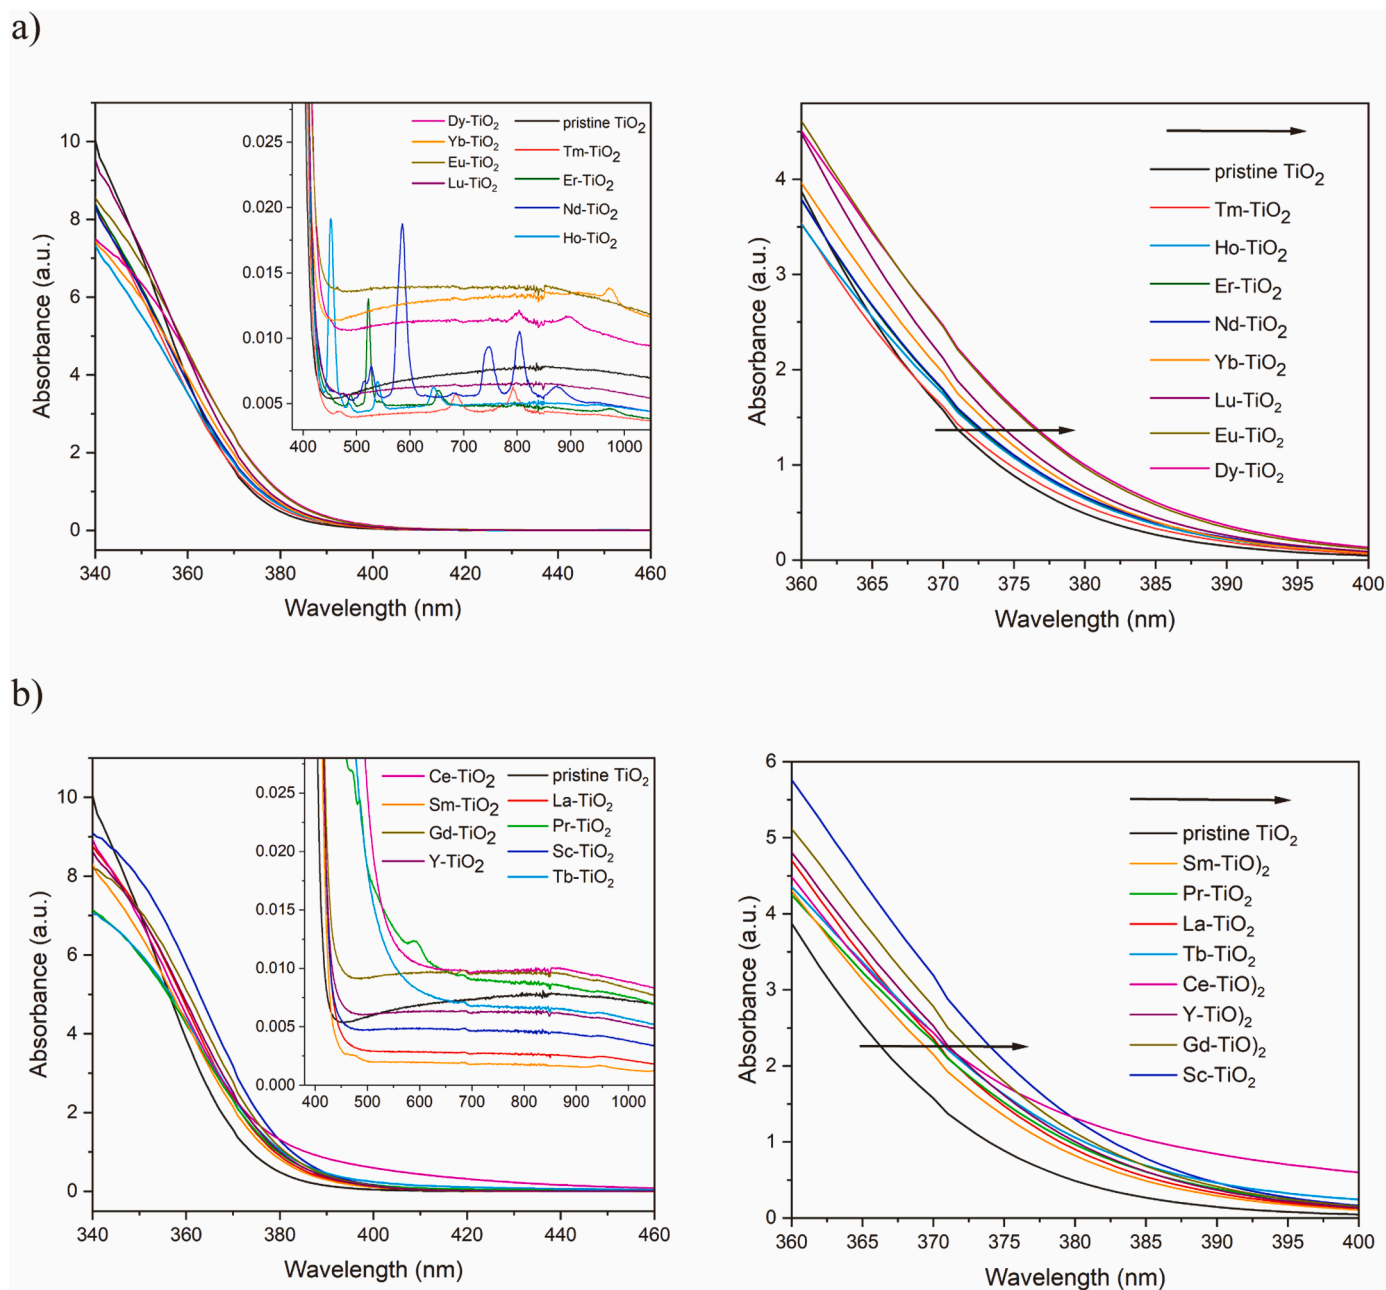 a)
Absorbance (a.u.)
10
8
6
4
2
0
340
360
380
400
420
440
460
Wavelength (nm)
0.025
0.020
0.015
0.010
0.005
400
500
600
700
800
900
1000
Dy-TiO2
Yb-TiO2
Eu-TiO2
Lu-TiO2
pristine TiO2
Tm-TiO2
Er-TiO2
Nd-TiO2
Ho-TiO2
Absorbance (a.u.)
4
3
2
1
0
360
365
370
375
380
385
390
395
400
Wavelength (nm)
pristine TiO2
Tm-TiO2
Ho-TiO2
Er-TiO2
Nd-TiO2
Yb-TiO2
Lu-TiO2
Eu-TiO2
Dy-TiO2
b)
Absorbance (a.u.)
10
8
6
4
2
0
340
360
380
400
420
440
460
Wavelength (nm)
0.025
0.020
0.015
0.010
0.005
0.000
400
500
600
700
800
900
1000
Ce-TiO2
Sm-TiO2
Gd-TiO2
Y-TiO2
pristine TiO2
La-TiO2
Pr-TiO2
Sc-TiO2
Tb-TiO2
Absorbance (a.u.)
6
5
4
3
2
1
0
360
365
370
375
380
385
390
395
400
Wavelength (nm)
pristine TiO2
Sm-TiO)2
Pr-TiO2
La-TiO2
Tb-TiO2
Ce-TiO)2
Y-TiO)2
Gd-TiO)2
Sc-TiO2